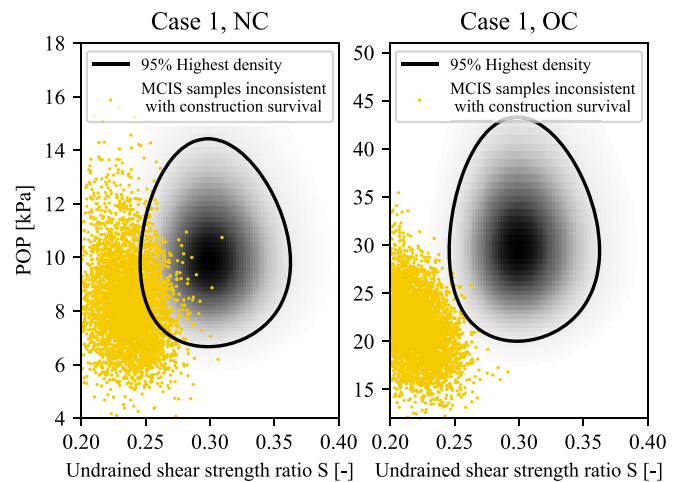 Case 1, NC
95% Highest density
MCIS samples inconsistent
with construction survival
18
16
14
12
10
8
6
4
POP [kPa]
0.20
0.25
0.30
0.35
0.40
Undrained shear strength ratio S [-]
Case 1, OC
95% Highest density
MCIS samples inconsistent
with construction survival
50
45
40
35
30
25
20
15
0.20
0.25
0.30
0.35
0.40
Undrained shear strength ratio S [-]